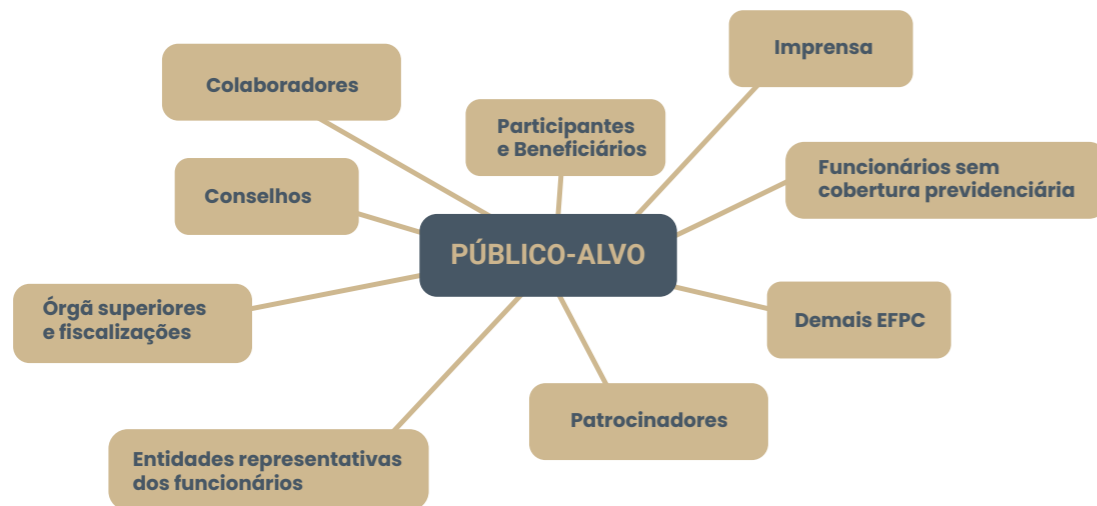 Imprensa
Colaboradores
Participantes
e Beneficiários
Funcionários sem
cobertura previdenciária
Conselhos
PÚBLICO-ALVO
Órgã superiores
e fiscalizações
Demais EFPC
Patrocinadores
Entidades representativas
dos funcionários